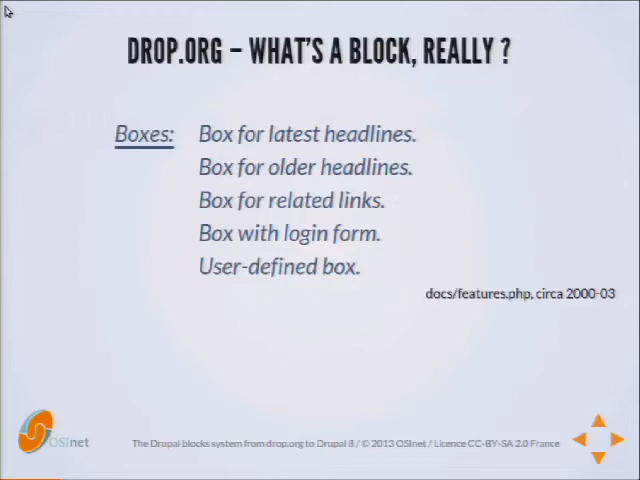 DROP.ORG – WHAT'S A BLOCK, REALLY ?
Boxes: Box for latest headlines.
Box for older headlines.
Box for related links.
Box with login form.
User-defined box.
docs/features.php, circa 2000-03
OSInet
The Drupal blocks system from drop.org to Drupal 8 / © 2013 OSInet / Licence CC-BY-SA 2.0 France